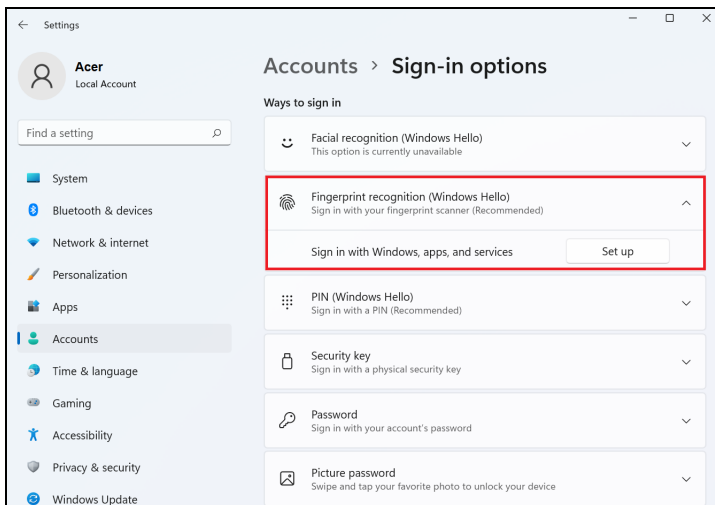 Settings
Acer
Local Account
Find a setting
System
Bluetooth & devices
Network & internet
Personalization
Apps
Accounts
Time & language
Gaming
Accessibility
Privacy & security
Windows Update
Accounts > Sign-in options
Ways to sign in
Facial recognition (Windows Hello)
This option is currently unavailable
Fingerprint recognition (Windows Hello)
Sign in with your fingerprint scanner (Recommended)
Sign in with Windows, apps, and services
Set up
PIN (Windows Hello)
Sign in with a PIN (Recommended)
Security key
Sign in with a physical security key
Password
Sign in with your account's password
Picture password
Swipe and tap your favorite photo to unlock your device